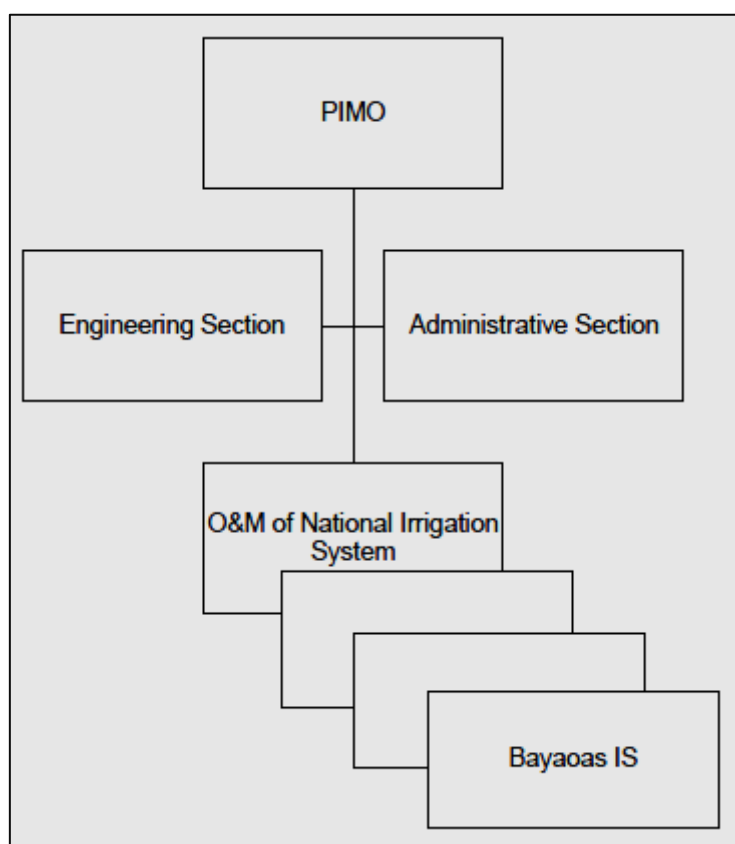 PIMO
Engineering Section
Administrative Section
O&M of National Irrigation
System
Bayaoas IS